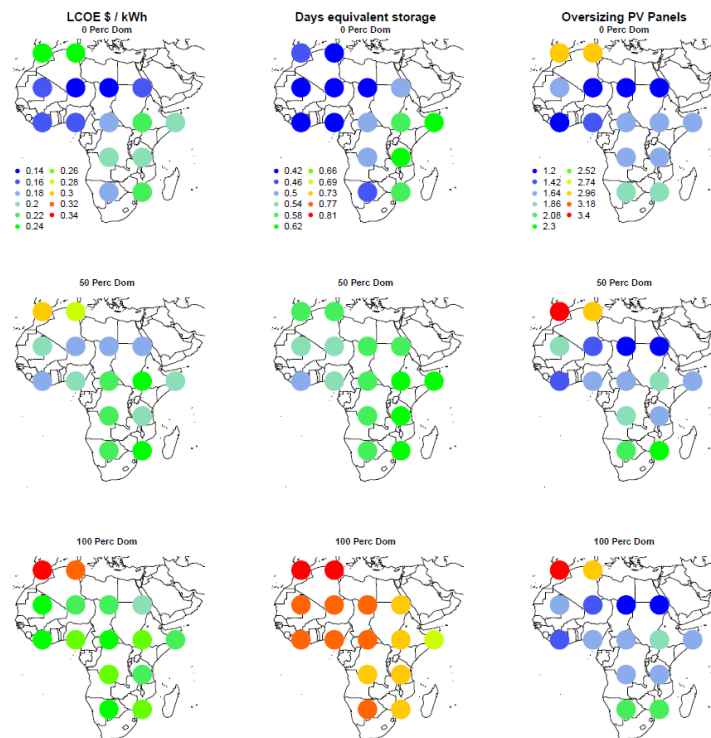 LCOE $ / kWh
0 Perc Dom
0.14 0.26
0.16 0.28
0.18 0.3
0.2 0.32
0.22 0.34
0.24
Days equivalent storage
0 Perc Dom
0.42 0.66
0.46 0.69
0.5 0.73
0.54 0.77
0.58 0.81
0.62
Oversizing PV Panels
0 Perc Dom
1.2 2.52
1.42 2.74
1.64 2.96
1.86 3.18
2.08 3.4
2.3
50 Perc Dom
50 Perc Dom
50 Perc Dom
100 Perc Dom
100 Perc Dom
100 Perc Dom